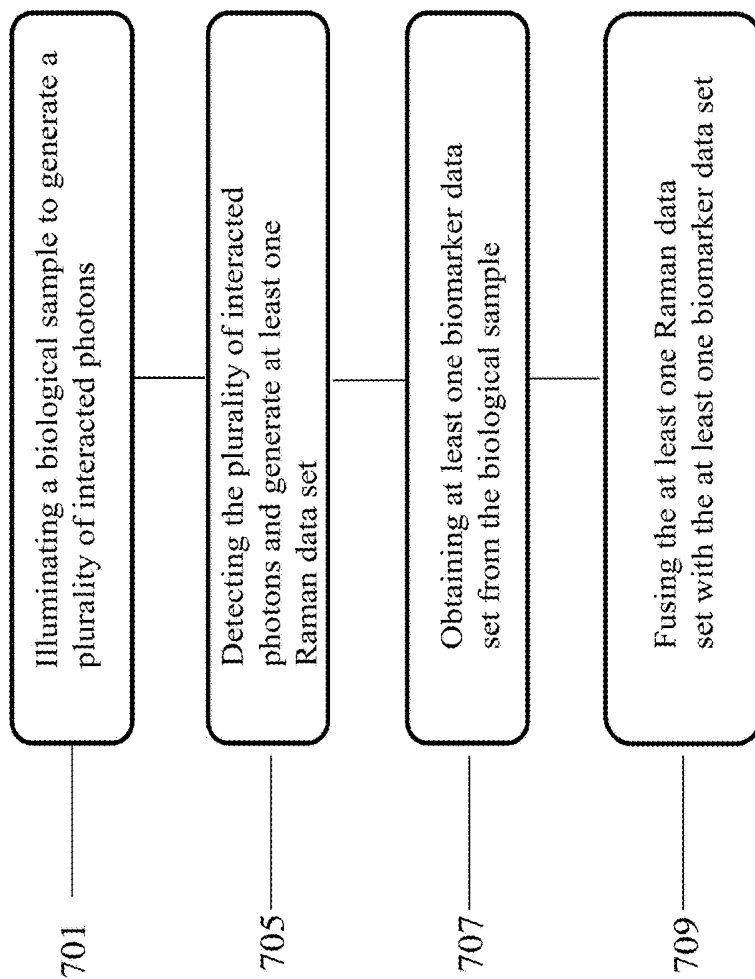 701
Illuminating a biological sample to generate a
plurality of interacted photons
705
Detecting the plurality of interacted
photons and generate at least one
Raman data set
707
Obtaining at least one biomarker data
set from the biological sample
709
Fusing the at least one Raman data
set with the at least one biomarker data set